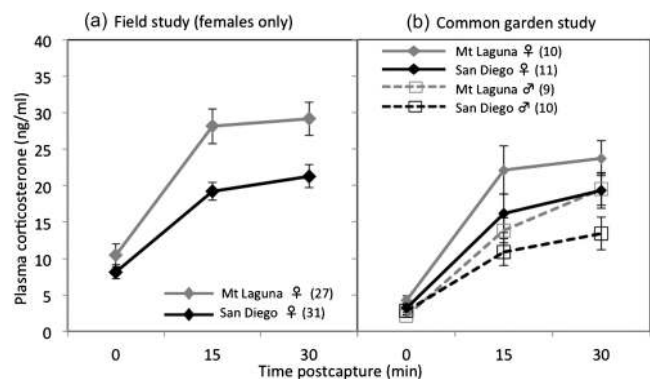 (a) Field study (females only)
(b) Common garden study
Plasma corticosterone (ng/ml)
40
35
30
25
20
15
10
5
0
Mt Laguna ♀ (27)
San Diego ♀ (31)
Mt Laguna ♀ (10)
San Diego ♀ (11)
Mt Laguna ♂ (9)
San Diego ♂ (10)
0 15 30 0 15 30
Time postcapture (min)